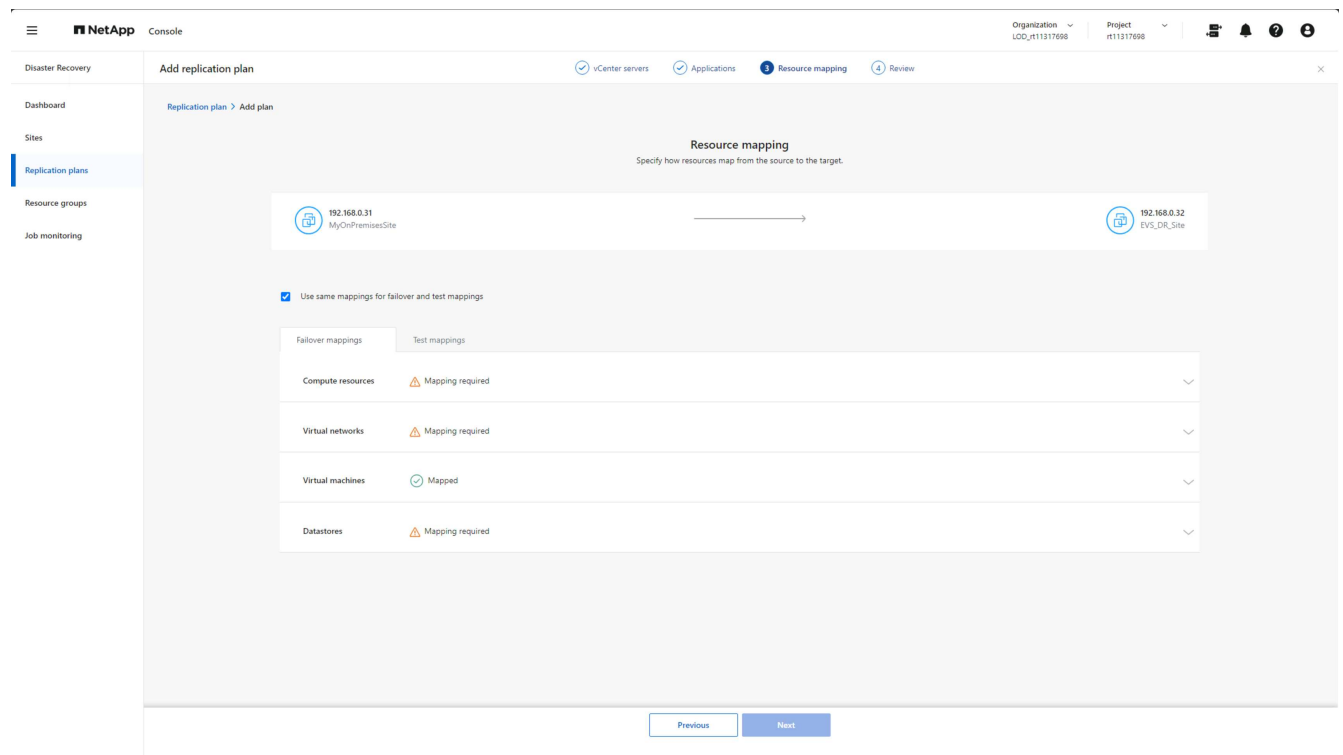 NetApp Console
Organization
LOD_rt11317698
Project
rt11317698
Disaster Recovery
Add replication plan
vCenter servers
Applications
3 Resource mapping
4 Review
Dashboard
Sites
Replication plans
Resource groups
Job monitoring
Replication plan > Add plan
Resource mapping
Specify how resources map from the source to the target.
192.168.0.31
MyOnPremisesSite
192.168.0.32
EVS_DR_Site
Use same mappings for failover and test mappings
Failover mappings
Test mappings
Compute resources Mapping required
Virtual networks Mapping required
Virtual machines Mapped
Datastores Mapping required
Previous
Next